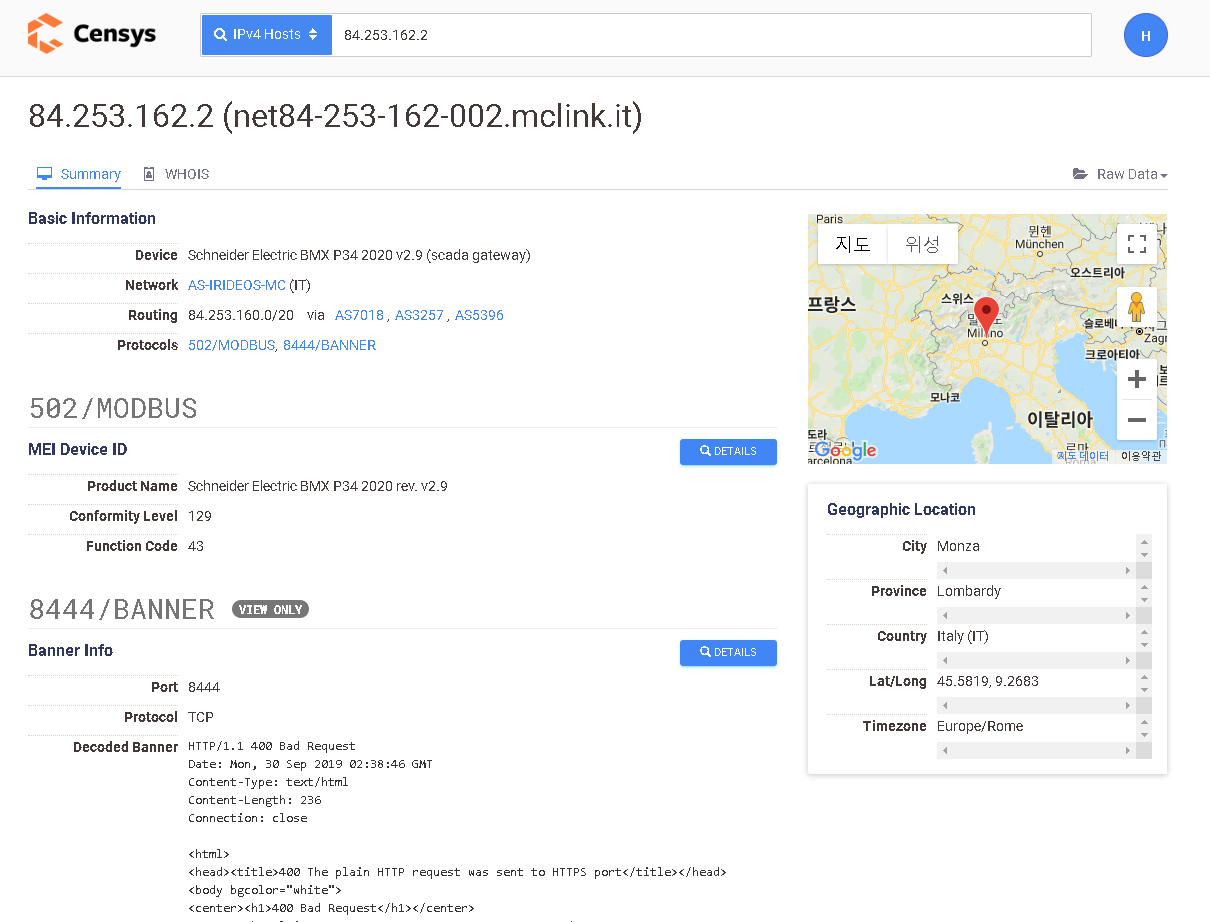 Censys
IPv4 Hosts
84.253.162.2
H
84.253.162.2 (net84-253-162-002.mclink.it)
Summary
WHOIS
Raw Data
Basic Information
Device Schneider Electric BMX P34 2020 v2.9 (scada gateway)
Network AS-IRIDEOS-MC (IT)
Routing 84.253.160.0/20 via AS7018 , AS3257 , AS5396
Protocols 502/MODBUS, 8444/BANNER
502/MODBUS
MEI Device ID
DETAILS
Product Name Schneider Electric BMX P34 2020 rev. v2.9
Conformity Level 129
Function Code 43
8444/BANNER VIEW ONLY
Banner Info
DETAILS
Port 8444
Protocol TCP
Decoded Banner HTTP/1.1 400 Bad Request
Date: Mon, 30 Sep 2019 02:38:46 GMT
Content-Type: text/html
Content-Length: 236
Connection: close
<html>
<head><title>400 The plain HTTP request was sent to HTTPS port</title></head>
<body bgcolor="white">
<center><h1>400 Bad Request</h1></center>
Paris
지도
위성
뮌헨
München
오스트리아
프랑스
스위스
Milano
슬로베
Zagr
크로아티아
모나코
이탈리아
로마
Roma
Google
arcelona
지도 데이터
이용약관
Geographic Location
City Monza
Province Lombardy
Country Italy (IT)
Lat/Long 45.5819, 9.2683
Timezone Europe/Rome